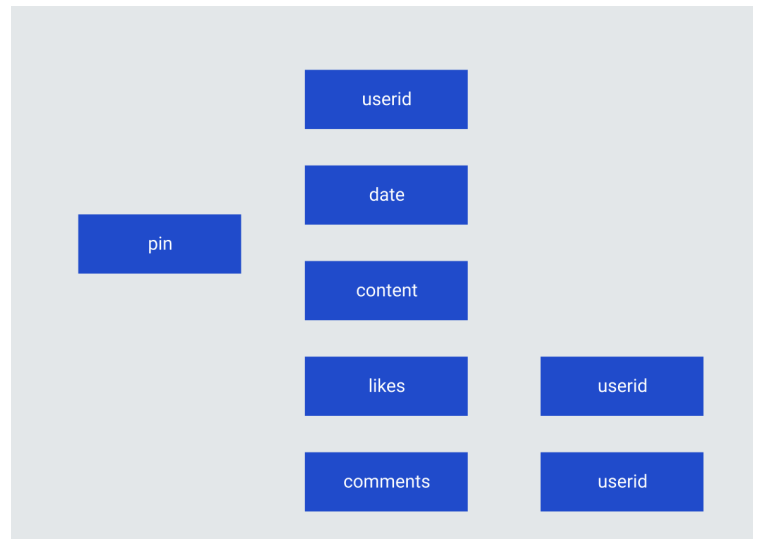 userid
date
pin
content
likes
userid
comments
userid